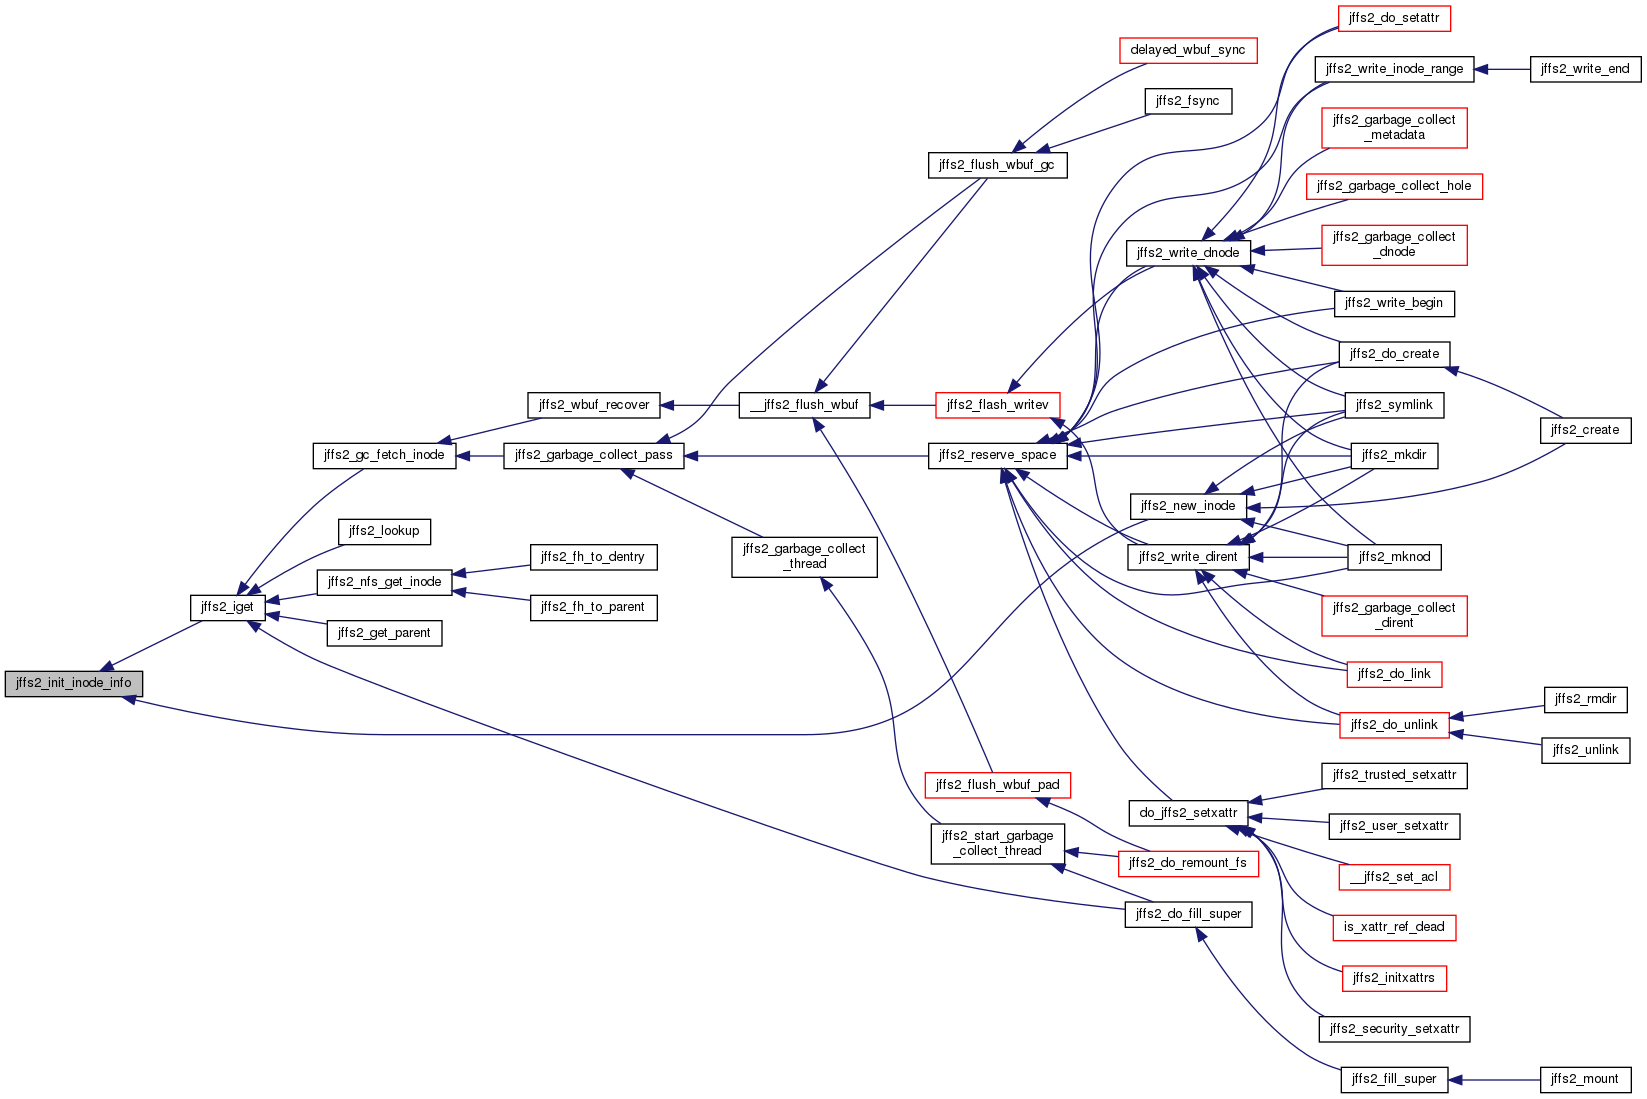 jffs2_do_setattr
delayed_wbuf_sync
jffs2_write_inode_range
jffs2_write_end
jffs2_fsync
jffs2_garbage_collect
_metadata
jffs2_flush_wbuf_gc
jffs2_garbage_collect_hole
jffs2_write_dnode
jffs2_garbage_collect
_dnode
jffs2_write_begin
jffs2_do_create
jffs2_wbuf_recover
__jffs2_flush_wbuf
jffs2_flash_writev
jffs2_symlink
jffs2_create
jffs2_gc_fetch_inode
jffs2_garbage_collect_pass
jffs2_reserve_space
jffs2_mkdir
jffs2_new_inode
jffs2_lookup
jffs2_garbage_collect
_thread
jffs2_fh_to_dentry
jffs2_write_dirent
jffs2_mknod
jffs2_nfs_get_inode
jffs2_iget
jffs2_fh_to_parent
jffs2_garbage_collect
_dirent
jffs2_get_parent
jffs2_do_link
jffs2_init_inode_info
jffs2_rmdir
jffs2_do_unlink
jffs2_unlink
jffs2_trusted_setxattr
jffs2_flush_wbuf_pad
do_jffs2_setxattr
jffs2_user_setxattr
jffs2_start_garbage
_collect_thread
jffs2_do_remount_fs
__jffs2_set_acl
jffs2_do_fill_super
is_xattr_ref_dead
jffs2_initxattrs
jffs2_security_setxattr
jffs2_fill_super
jffs2_mount